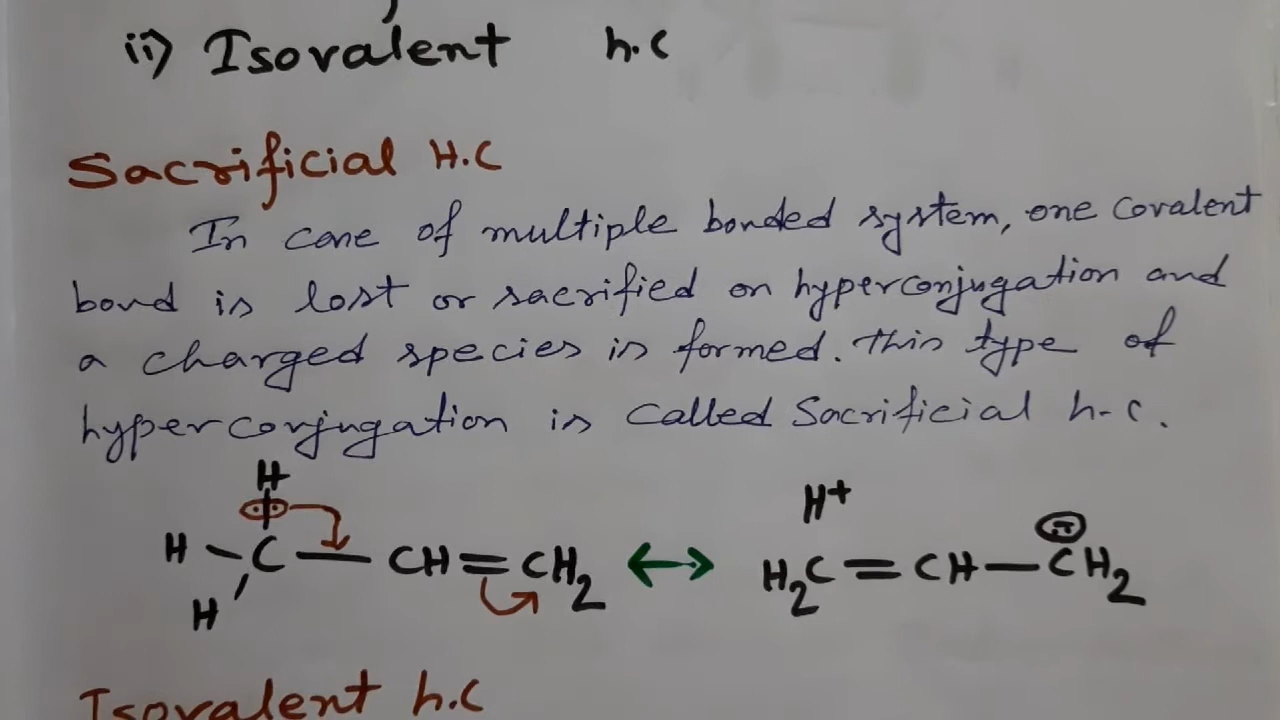 ii) Isovalent h.c
Sacrificial H.C
In case of multiple bonded system, one covalent
bond is lost or sacrified on hyperconjugation and
a charged species is formed. This type of
hyperconjugation is called Sacrificial h-c.
H
H - C - CH = CH2 ↔ H2C = CH - CH2
H
H+
Isovalent h.c